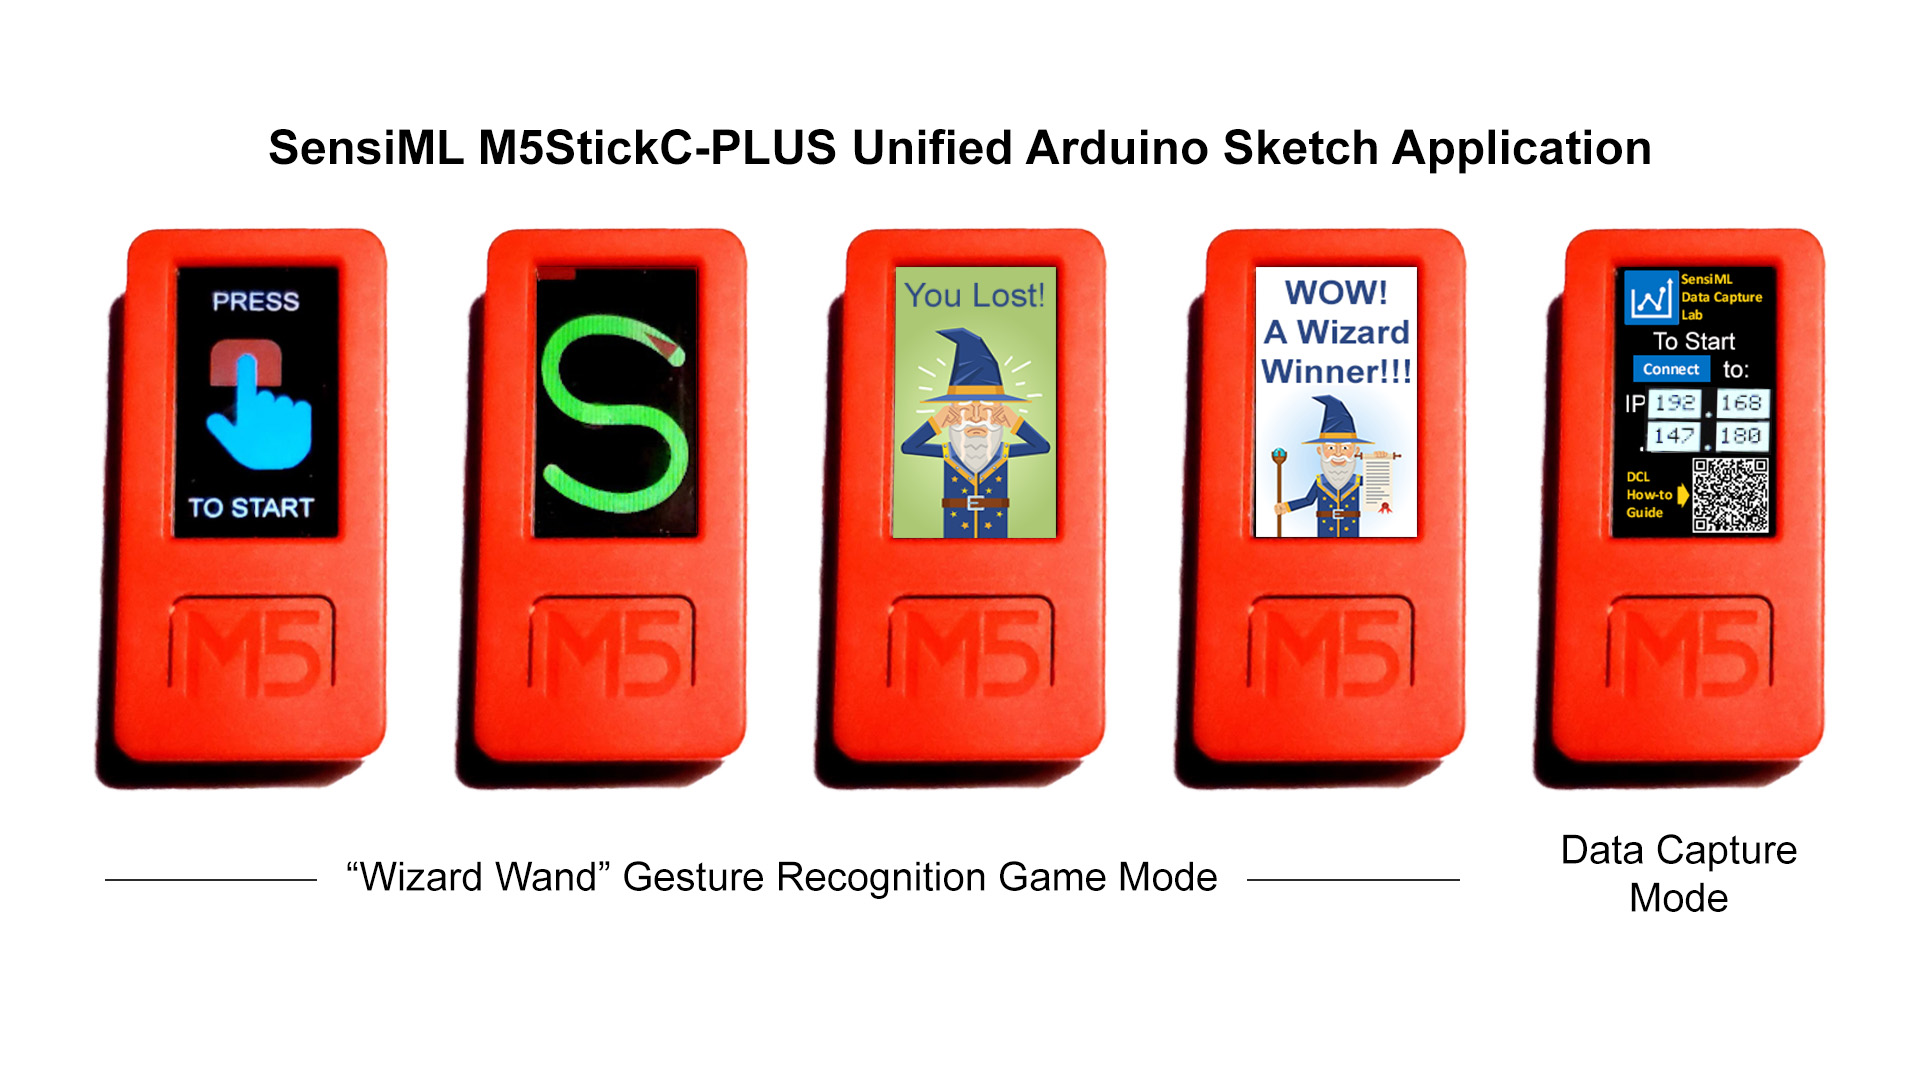 SensiML M5StickC-PLUS Unified Arduino Sketch Application
PRESS
TO START
M5
S
M5
You Lost!
E
M5
WOW!
A Wizard
Winner!!!
E
M5
SensiML
Data Capture
Lab
To Start
Connect to:
IP 192 . 168
. 147 . 180
DCL
How-to
Guide
M5
“Wizard Wand” Gesture Recognition Game Mode
Data Capture
Mode